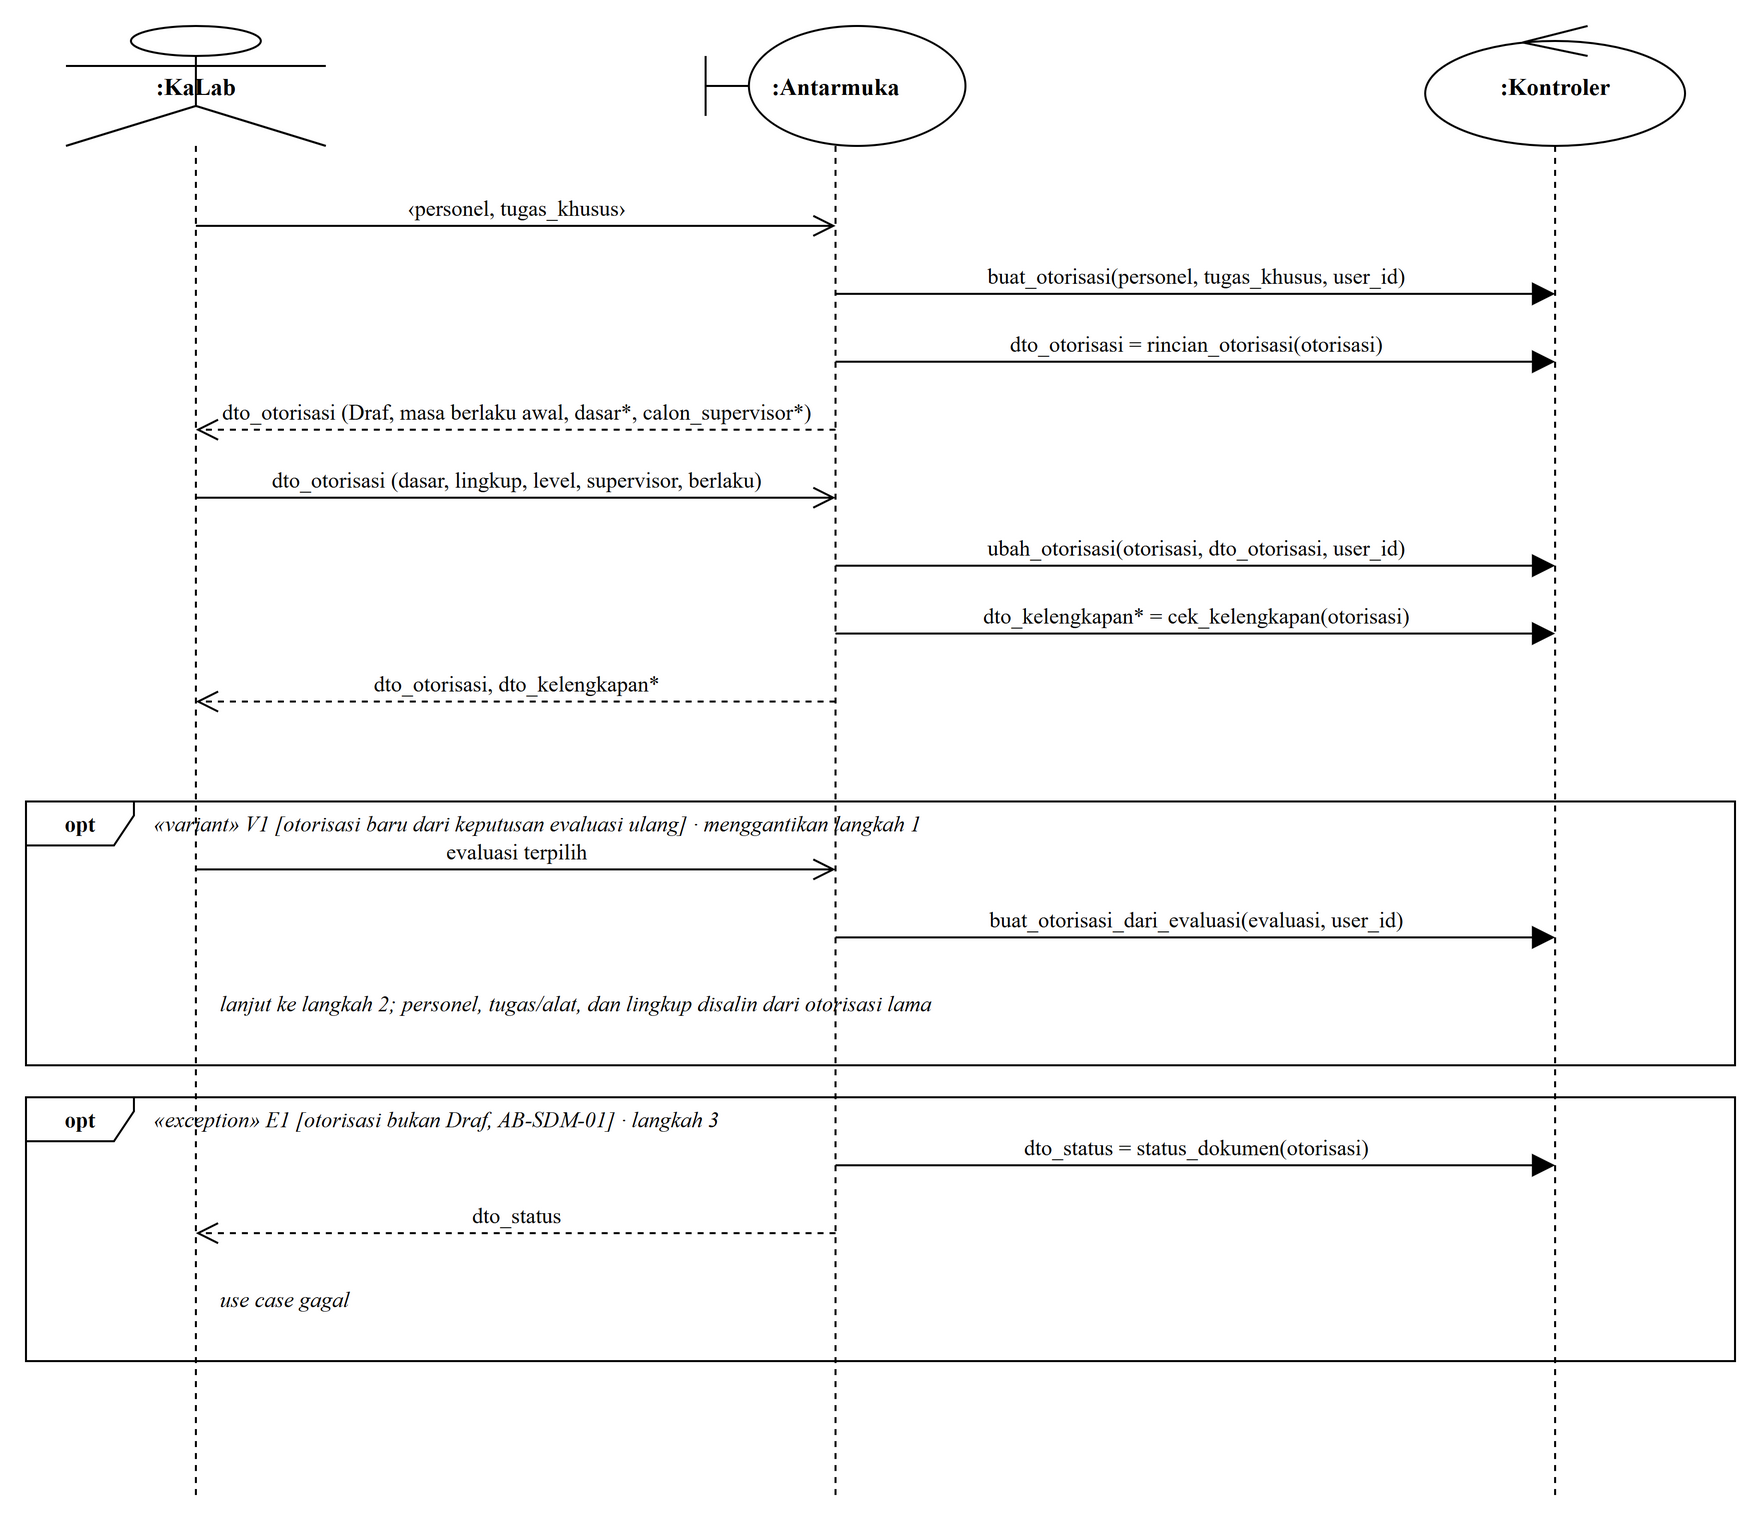 :KaLab
:Antarmuka
:Kontroler
‹personel, tugas_khusus›
buat_otorisasi(personel, tugas_khusus, user_id)
dto_otorisasi = rincian_otorisasi(otorisasi)
dto_otorisasi (Draf, masa berlaku awal, dasar*, calon_supervisor*)
dto_otorisasi (dasar, lingkup, level, supervisor, berlaku)
ubah_otorisasi(otorisasi, dto_otorisasi, user_id)
dto_kelengkapan* = cek_kelengkapan(otorisasi)
dto_otorisasi, dto_kelengkapan*
opt
«variant» V1 [otorisasi baru dari keputusan evaluasi ulang] · menggantikan langkah 1
evaluasi terpilih
buat_otorisasi_dari_evaluasi(evaluasi, user_id)
lanjut ke langkah 2; personel, tugas/alat, dan lingkup disalin dari otorisasi lama
opt
«exception» E1 [otorisasi bukan Draf, AB-SDM-01] · langkah 3
dto_status = status_dokumen(otorisasi)
dto_status
use case gagal